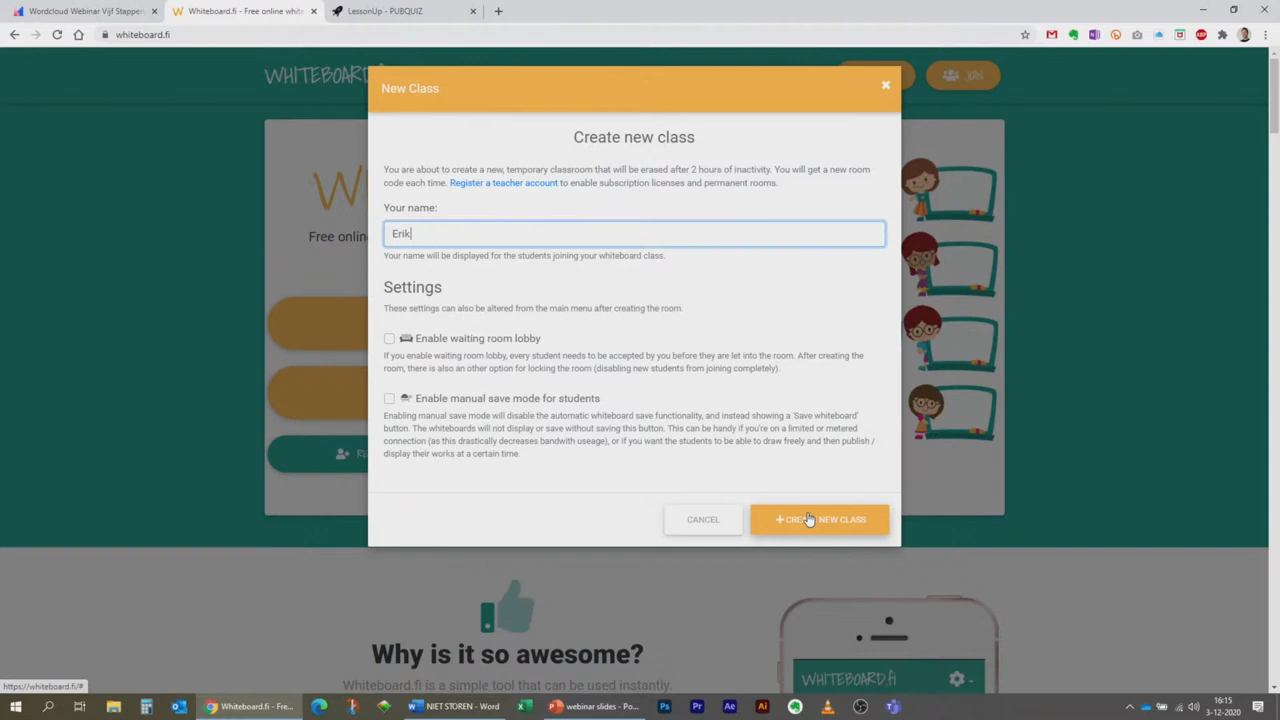 Wordcloud Webinar Vijf Stappen
Whiteboard.fi - Free online white
LessonUp - PUBQUIZ
whiteboard.fi
WHITEBOARD.
JOIN
New Class
Create new class
You are about to create a new, temporary classroom that will be erased after 2 hours of inactivity. You will get a new room
code each time. Register a teacher account to enable subscription licenses and permanent rooms.
Your name:
Erik
Your name will be displayed for the students joining your whiteboard class.
Free onlin
Settings
These settings can also be altered from the main menu after creating the room.
Enable waiting room lobby
If you enable waiting room lobby, every student needs to be accepted by you before they are let into the room. After creating the
room, there is also an other option for locking the room (disabling new students from joining completely).
Enable manual save mode for students
Enabling manual save mode will disable the automatic whiteboard save functionality, and instead showing a 'Save whiteboard'
button. The whiteboards will not display or save without saving this button. This can be handy if you're on a limited or metered
connection (as this drastically decreases bandwith useage), or if you want the students to be able to draw freely and then publish /
display their works at a certain time.
CANCEL
CREATE NEW CLASS
Why is it so awesome?
Whiteboard.fi is a simple tool that can be used instantly.
WHITEBOARD.fi
https://whiteboard.fi/#
Whiteboard.fi - Free...
NIET STOREN - Word
webinar slides - Po...
16:15
3-12-2020